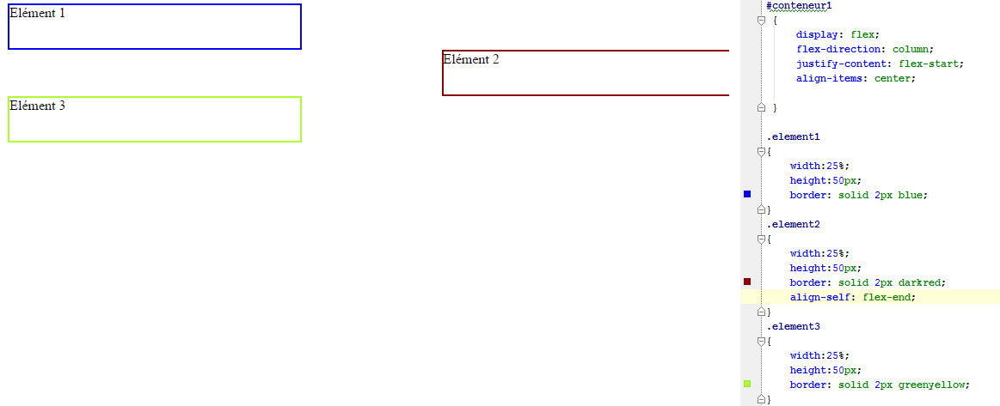 Elément 1
Elément 2
Elément 3
#conteneur1
{
display: flex;
flex-direction: column;
justify-content: flex-start;
align-items: center;
}
.element1
{
width:25%;
height:50px;
border: solid 2px blue;
}
.element2
{
width:25%;
height:50px;
border: solid 2px darkred;
align-self: flex-end;
}
.element3
{
width:25%;
height:50px;
border: solid 2px greenyellow;
}